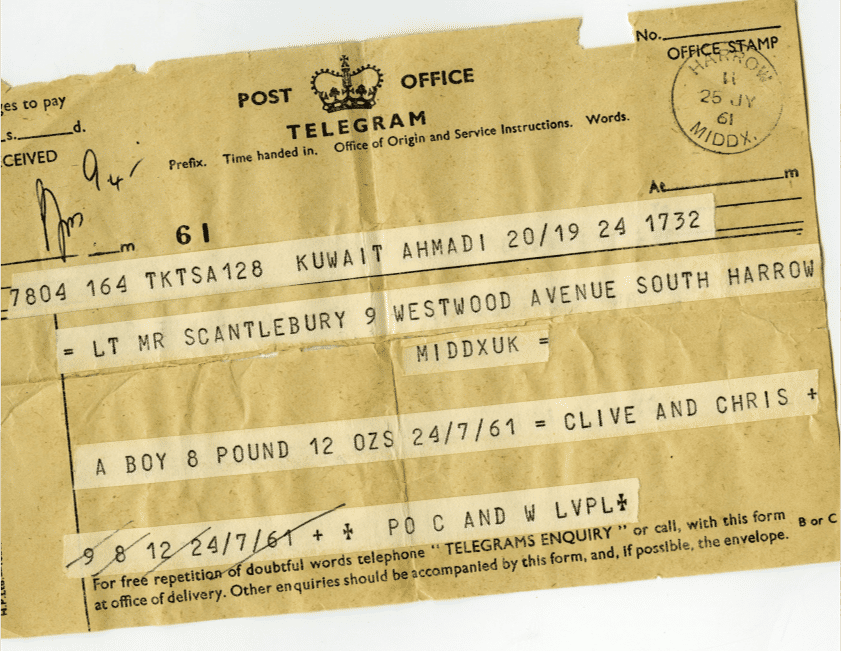 No.
OFFICE STAMP
HARROW
H
25 JY
61
MIDDX.
POST OFFICE
TELEGRAM
ges to pay
s. d.
CEIVED
Prefix. Time handed in. Office of Origin and Service Instructions. Words.
At m
m
61
7804 164 TKTSA128 KUWAIT AHMADI 20/19 24 1732
= LT MR SCANTLEBURY 9 WESTWOOD AVENUE SOUTH HARROW
MIDDXUK =
A BOY 8 POUND 12 OZS 24/7/61 = CLIVE AND CHRIS +
9 8 12 24/7/61 + ✠ PO C AND W LVPL✠
For free repetition of doubtful words telephone "TELEGRAMS ENQUIRY" or call, with this form
at office of delivery. Other enquiries should be accompanied by this form, and, if possible, the envelope.
B or C